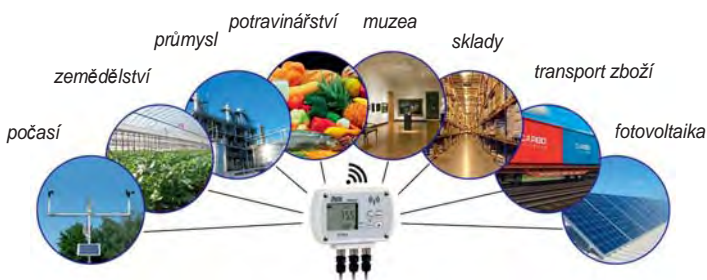 počasí
zemědělství
průmysl
potravinářství
muzea
sklady
transport zboží
fotovoltaika